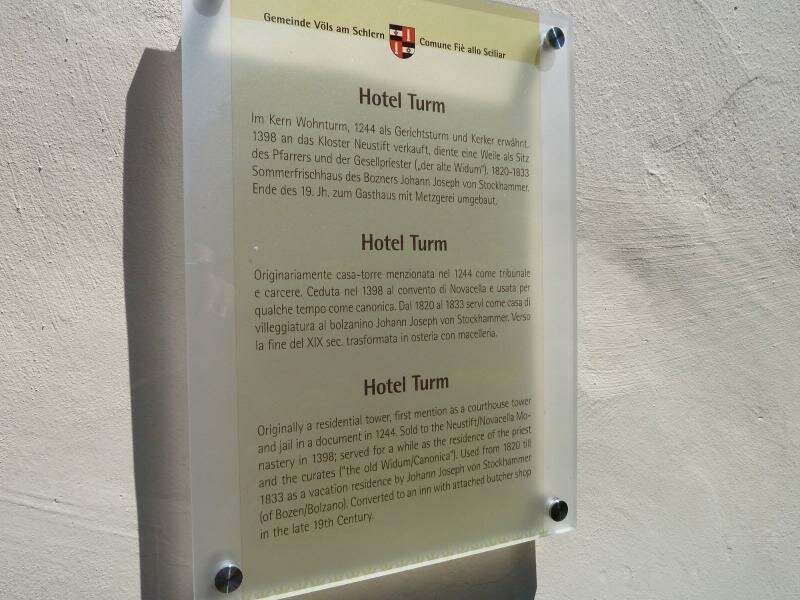 Gemeinde Völs am Schlern Comune Fiè allo Sciliar
Hotel Turm
Im Kern Wohnturm, 1244 als Gerichtsturm und Kerker erwähnt.
1398 an das Kloster Neustift verkauft, diente eine Weile als Sitz
des Pfarrers und der Gesellpriester („der alte Widum"). 1820-1833
Sommerfrischhaus des Bozners Johann Joseph von Stockhammer.
Ende des 19. Jh. zum Gasthaus mit Metzgerei umgebaut.
Hotel Turm
Originariamente casa-torre menzionata nel 1244 come tribunale
e carcere. Ceduta nel 1398 al convento di Novacella e usata per
qualche tempo come canonica. Dal 1820 al 1833 servì come casa di
villeggiatura al bolzanino Johann Joseph von Stockhammer. Verso
la fine del XIX sec. trasformata in osteria con macelleria.
Hotel Turm
Originally a residential tower, first mention as a courthouse tower
and jail in a document in 1244. Sold to the Neustift/Novacella Mo-
nastery in 1398; served for a while as the residence of the priest
and the curates ("the old Widum/Canonica"). Used from 1820 till
1833 as a vacation residence by Johann Joseph von Stockhammer
(of Bozen/Bolzano). Converted to an inn with attached butcher shop
in the late 19th Century.